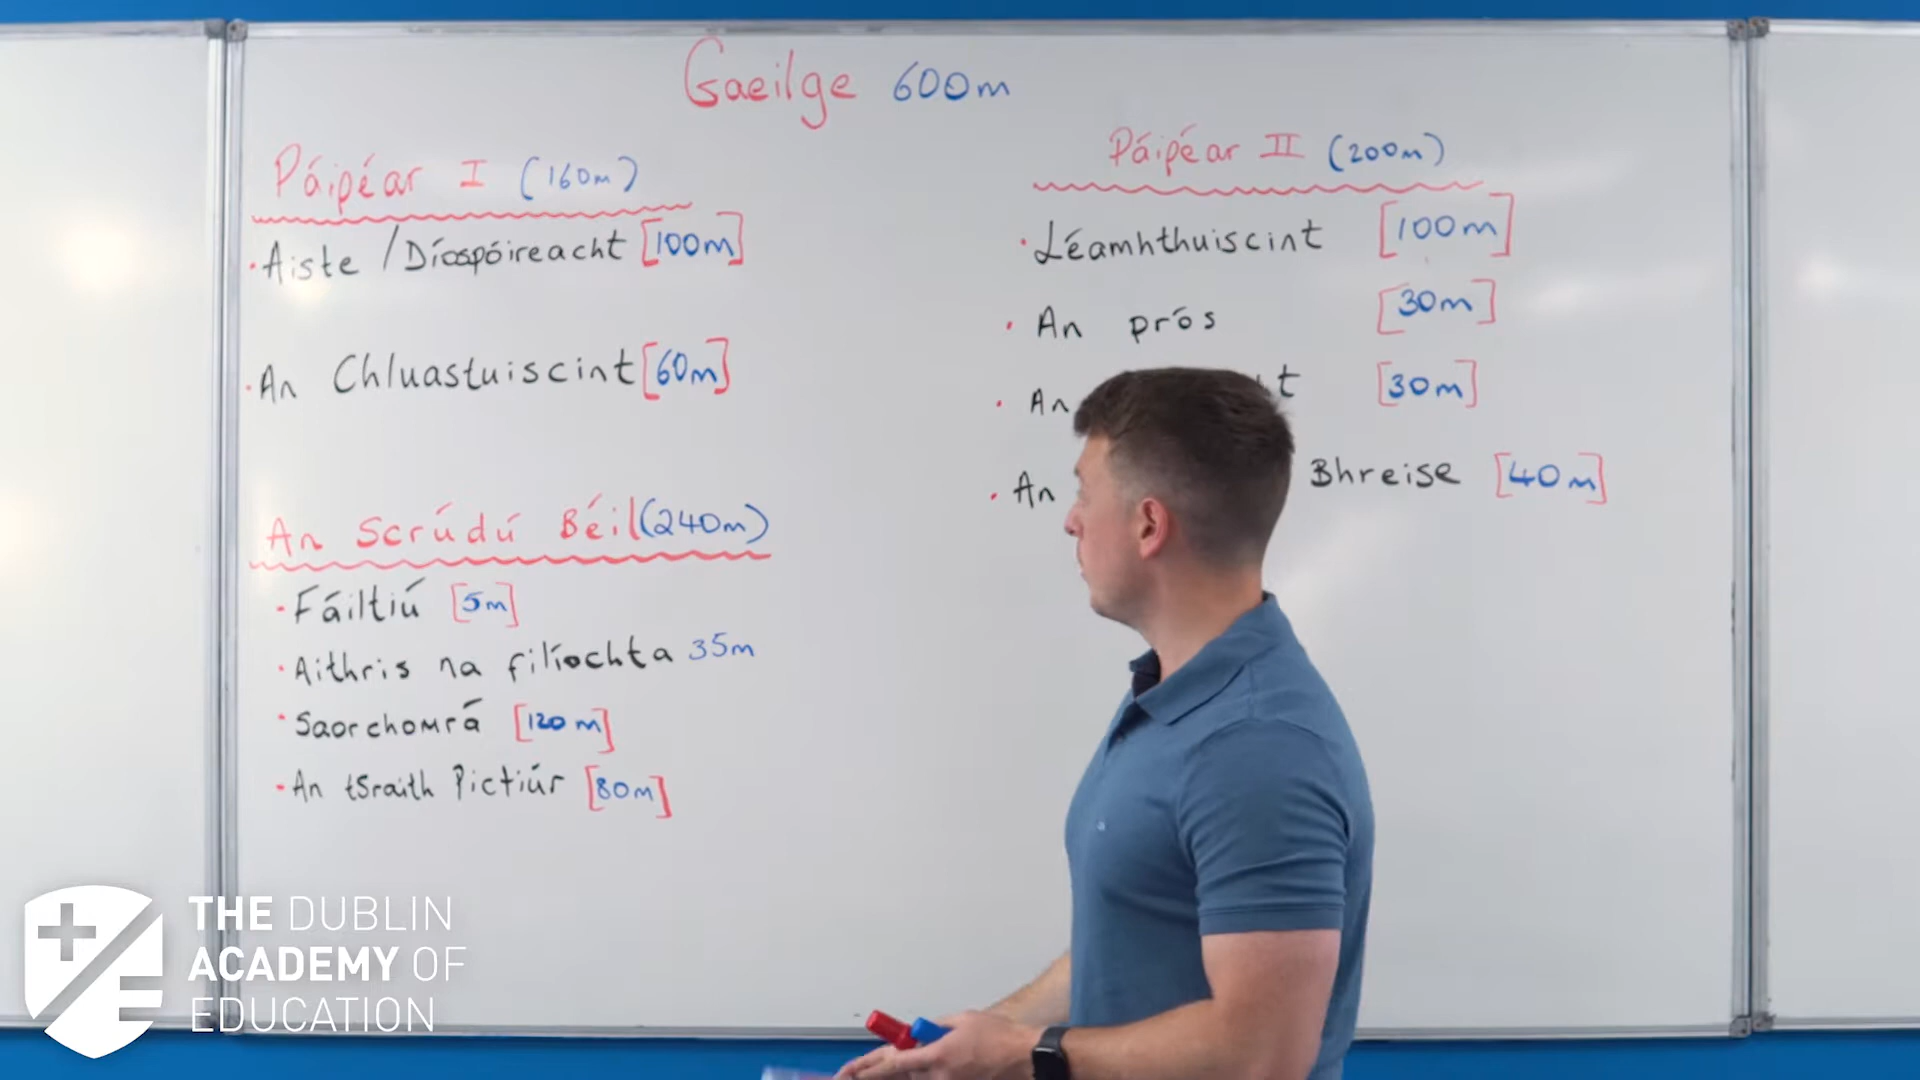 Gaeilge 600m
Páipéar I (160m)
· Aiste / Díospóireacht [100m]
· An Chluastuiscint [60m]
An Scrúdú Béil (240m)
· Fáiltiú [5m]
· Aithris na filíochta 35m
· Saorchomrá [120m]
· An tSraith Pictiúr [80m]
Páipéar II (200m)
· Léamhthuiscint [100m]
· An prós [30m]
· An t [30m]
· An Bhreise [40m]
THE DUBLIN
ACADEMY OF
EDUCATION